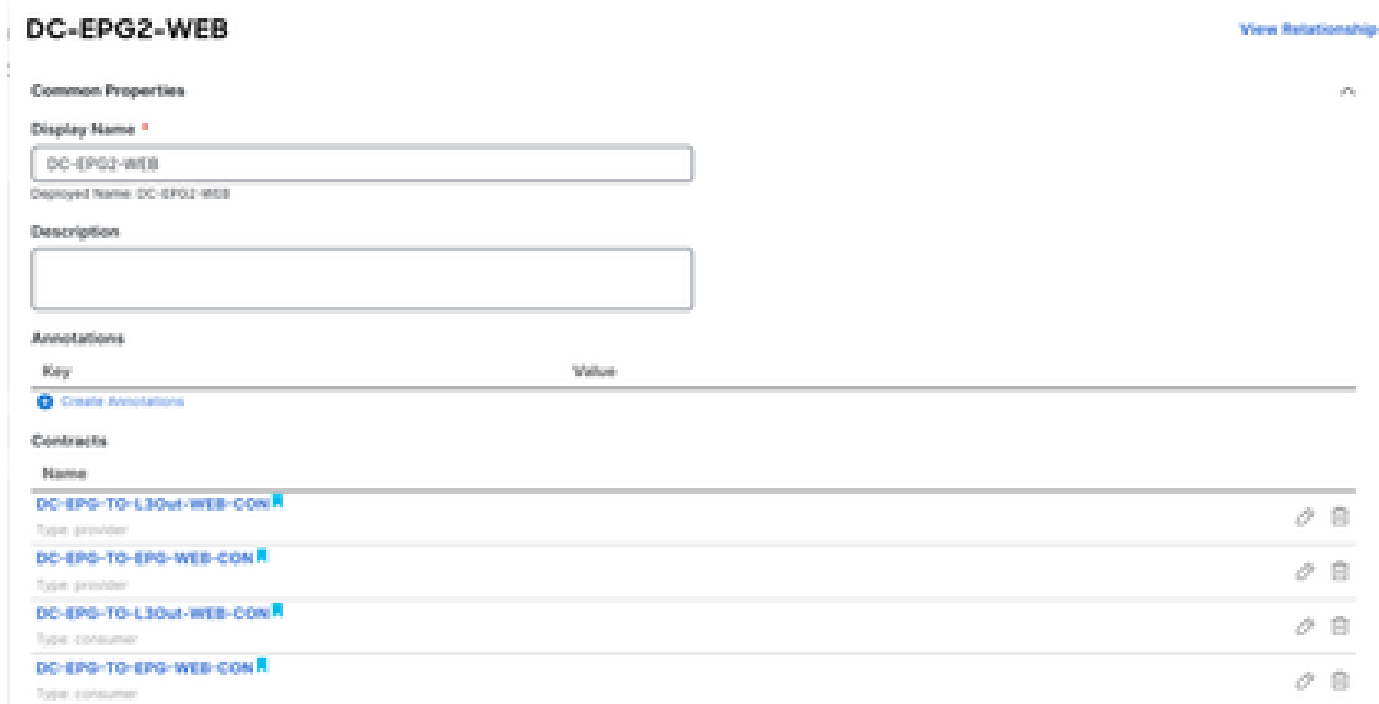 DC-EPG2-WEB
View Relationship
Common Properties
Display Name *
DC-EPG2-WEB
Deployed Name: DC-EPG2-WEB
Description
Annotations
Key Value
Create Annotations
Contracts
Name
DC-EPG-TO-L3Out-WEB-CON
Type: provider
DC-EPG-TO-EPG-WEB-CON
Type: provider
DC-EPG-TO-L3Out-WEB-CON
Type: consumer
DC-EPG-TO-EPG-WEB-CON
Type: consumer